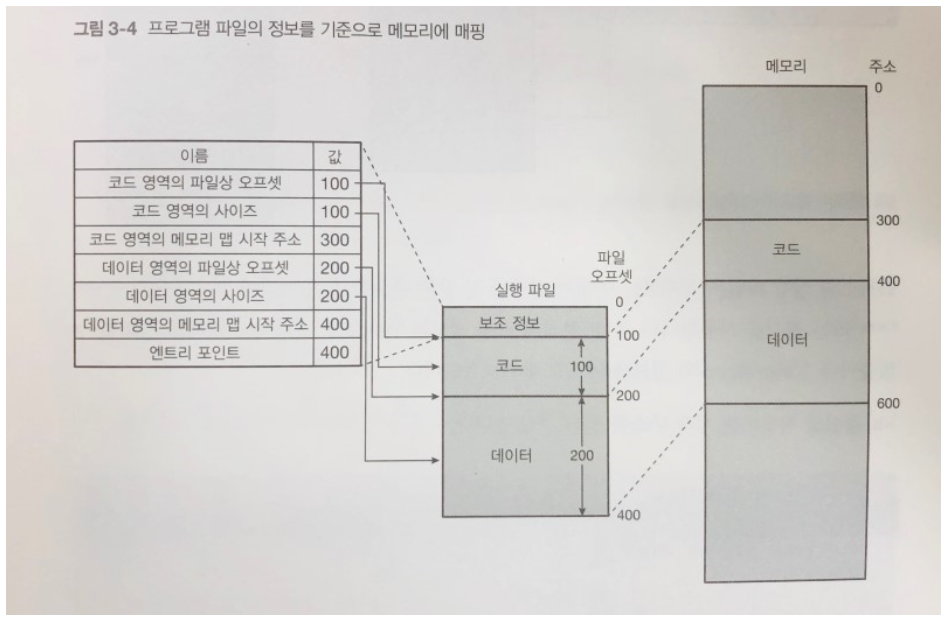 그림 3-4 프로그램 파일의 정보를 기준으로 메모리에 매핑
이름 값
코드 영역의 파일상 오프셋 100
코드 영역의 사이즈 100
코드 영역의 메모리 맵 시작 주소 300
데이터 영역의 파일상 오프셋 200
데이터 영역의 사이즈 200
데이터 영역의 메모리 맵 시작 주소 400
엔트리 포인트 400
실행 파일
파일
오프셋
0
보조 정보
100
코드 100
200
데이터 200
400
메모리 주소
0
300
코드
400
데이터
600